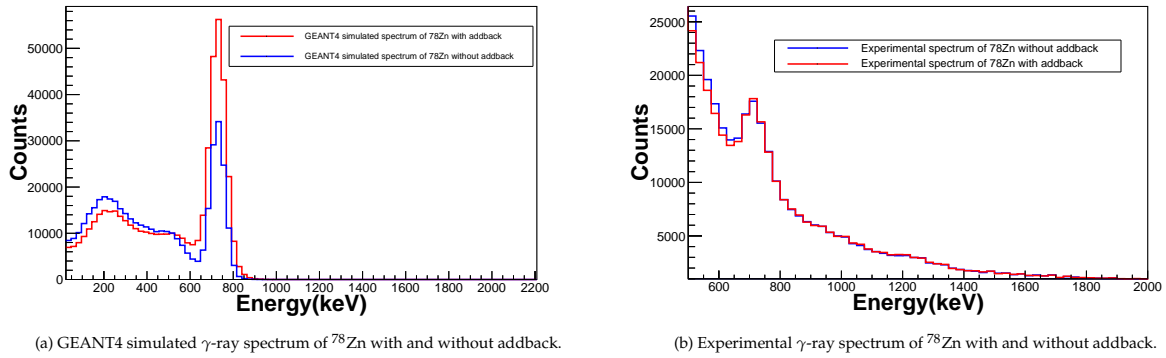 GEANT4 simulated spectrum of 78Zn with addback
GEANT4 simulated spectrum of 78Zn without addback
Counts
50000
40000
30000
20000
10000
0
200 400 600 800 1000 1200 1400 1600 1800 2000 2200
Energy(keV)
(a) GEANT4 simulated γ-ray spectrum of ⁷⁸Zn with and without addback.
Experimental spectrum of 78Zn without addback
Experimental spectrum of 78Zn with addback
Counts
25000
20000
15000
10000
5000
600 800 1000 1200 1400 1600 1800 2000
Energy(keV)
(b) Experimental γ-ray spectrum of ⁷⁸Zn with and without addback.